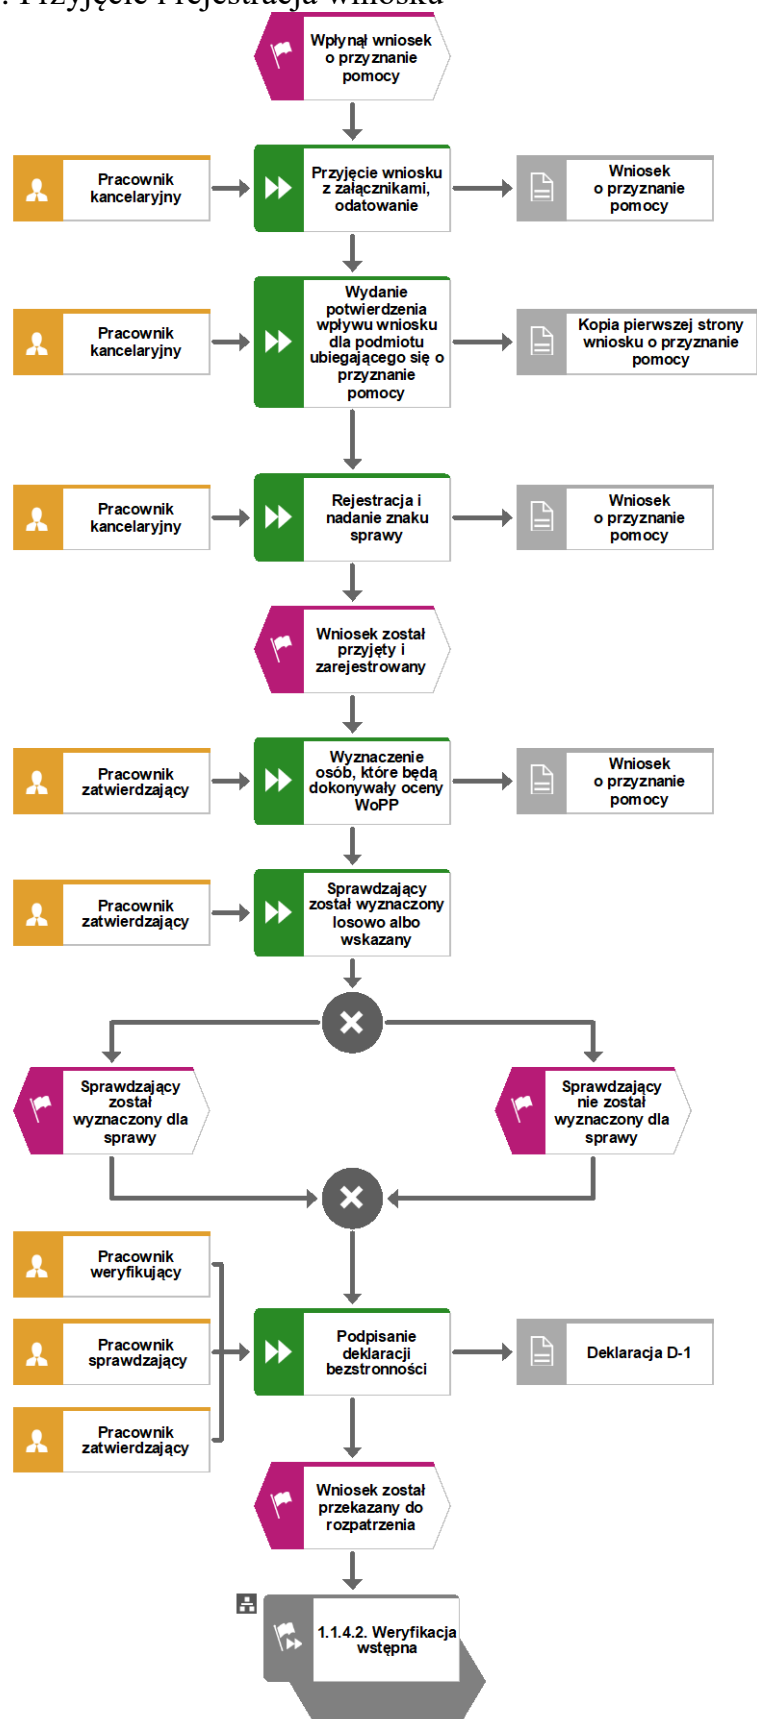 . Przyjęcie i rejestracja wniosku
Wpłynął wniosek
o przyznanie
pomocy
Pracownik
kancelaryjny
Przyjęcie wniosku
z załącznikami,
odatowanie
Wniosek
o przyznanie
pomocy
Pracownik
kancelaryjny
Wydanie
potwierdzenia
wpływu wniosku
dla podmiotu
ubiegającego się o
przyznanie
pomocy
Kopia pierwszej strony
wniosku o przyznanie
pomocy
Pracownik
kancelaryjny
Rejestracja i
nadanie znaku
sprawy
Wniosek
o przyznanie
pomocy
Wniosek został
przyjęty i
zarejestrowany
Pracownik
zatwierdzający
Wyznaczenie
osób, które będą
dokonywały oceny
WoPP
Wniosek
o przyznanie
pomocy
Pracownik
zatwierdzający
Sprawdzający
został wyznaczony
losowo albo
wskazany
Sprawdzający
został
wyznaczony dla
sprawy
Sprawdzający
nie został
wyznaczony dla
sprawy
Pracownik
weryfikujący
Pracownik
sprawdzający
Pracownik
zatwierdzający
Podpisanie
deklaracji
bezstronności
Deklaracja D-1
Wniosek został
przekazany do
rozpatrzenia
1.1.4.2. Weryfikacja
wstępna